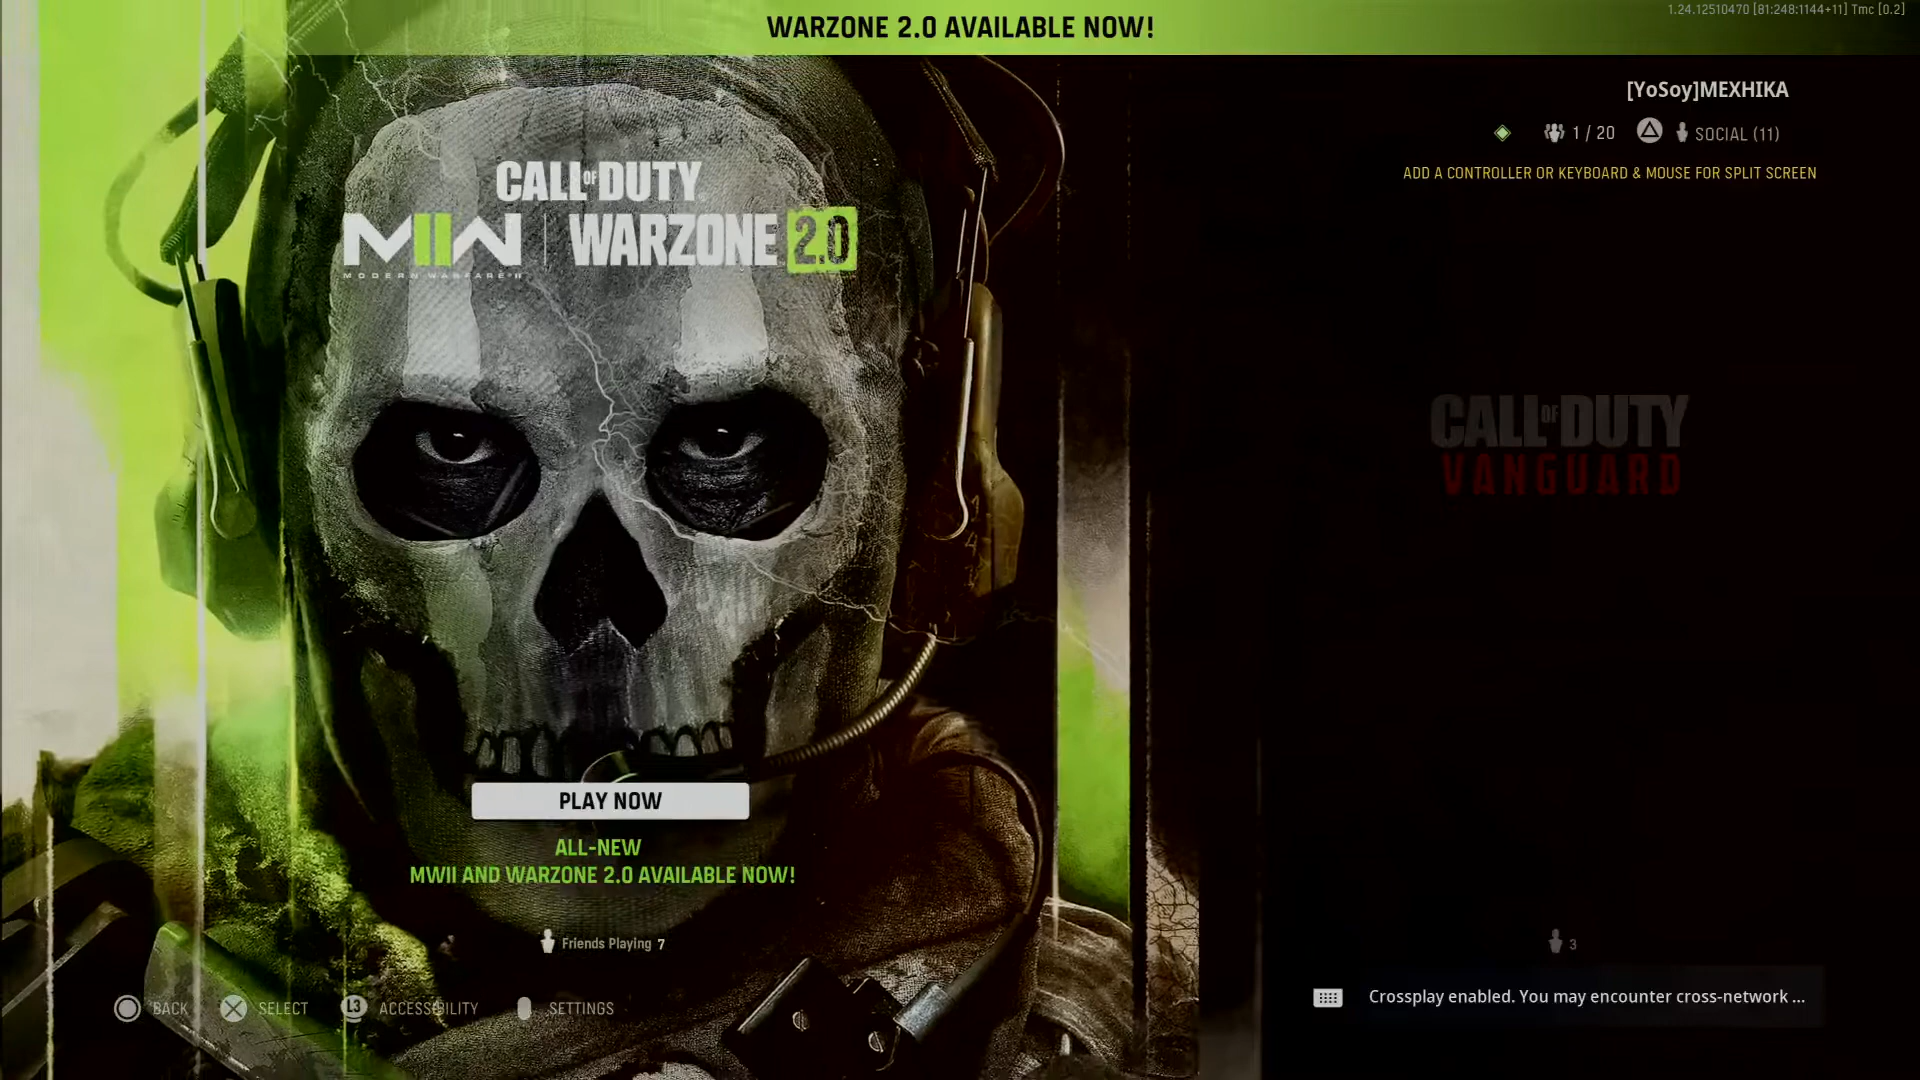 WARZONE 2.0 AVAILABLE NOW!
1.24.12510470 [81:248:1144+11] Tmc [0.2]
[YoSoy]MEXHIKA
1 / 20
SOCIAL (11)
ADD A CONTROLLER OR KEYBOARD & MOUSE FOR SPLIT SCREEN
CALL OF DUTY
MIIW | WARZONE 2.0
MODERN WARFARE II
CALL OF DUTY
VANGUARD
PLAY NOW
ALL-NEW
MWII AND WARZONE 2.0 AVAILABLE NOW!
Friends Playing 7
3
Crossplay enabled. You may encounter cross-network ...
BACK
SELECT
L3 ACCESSIBILITY
SETTINGS